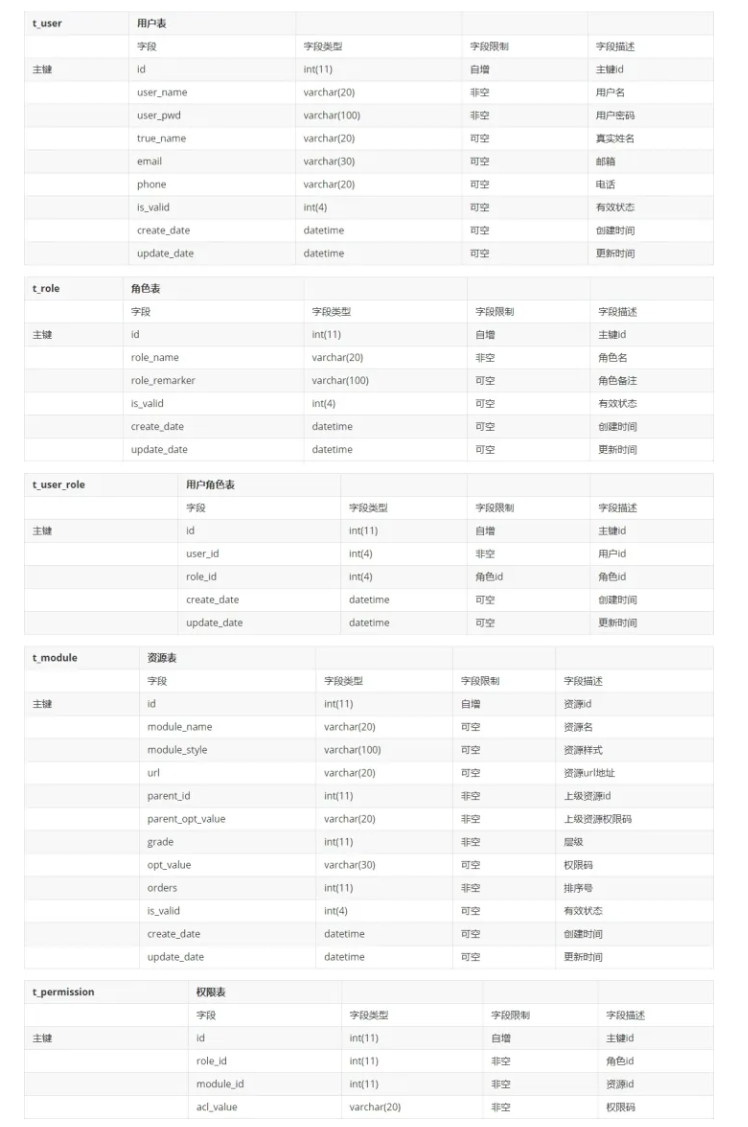 t_user 用户表
字段 字段类型 字段限制 字段描述
主键 id int(11) 自增 主键id
user_name varchar(20) 非空 用户名
user_pwd varchar(100) 非空 用户密码
true_name varchar(20) 可空 真实姓名
email varchar(30) 可空 邮箱
phone varchar(20) 可空 电话
is_valid int(4) 可空 有效状态
create_date datetime 可空 创建时间
update_date datetime 可空 更新时间
t_role 角色表
字段 字段类型 字段限制 字段描述
主键 id int(11) 自增 主键id
role_name varchar(20) 非空 角色名
role_remarker varchar(100) 可空 角色备注
is_valid int(4) 可空 有效状态
create_date datetime 可空 创建时间
update_date datetime 可空 更新时间
t_user_role 用户角色表
字段 字段类型 字段限制 字段描述
主键 id int(11) 自增 主键id
user_id int(4) 非空 用户id
role_id int(4) 角色id 角色id
create_date datetime 可空 创建时间
update_date datetime 可空 更新时间
t_module 资源表
字段 字段类型 字段限制 字段描述
主键 id int(11) 自增 资源id
module_name varchar(20) 可空 资源名
module_style varchar(100) 可空 资源样式
url varchar(20) 可空 资源url地址
parent_id int(11) 非空 上级资源id
parent_opt_value varchar(20) 非空 上级资源权限码
grade int(11) 非空 层级
opt_value varchar(30) 可空 权限码
orders int(11) 非空 排序号
is_valid int(4) 可空 有效状态
create_date datetime 可空 创建时间
update_date datetime 可空 更新时间
t_permission 权限表
字段 字段类型 字段限制 字段描述
主键 id int(11) 自增 主键id
role_id int(11) 非空 角色id
module_id int(11) 非空 资源id
acl_value varchar(20) 非空 权限码